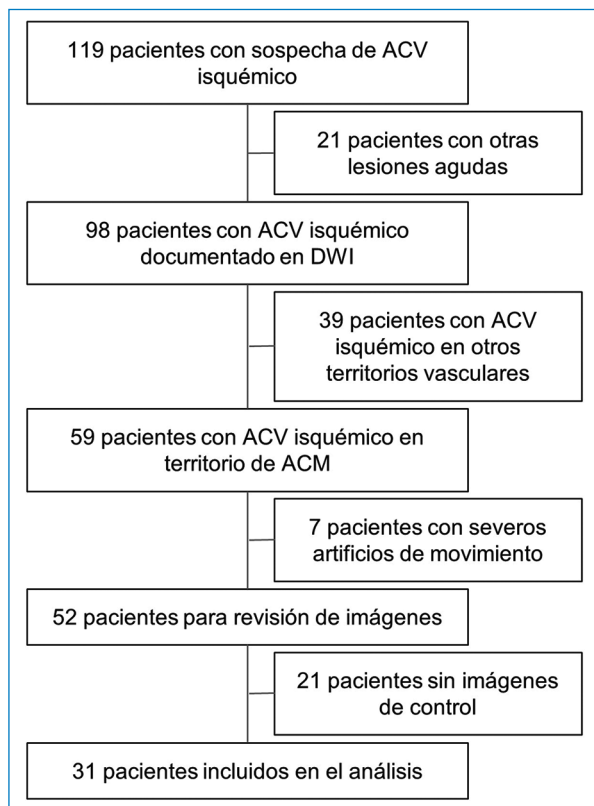 119 pacientes con sospecha de ACV
isquémico
21 pacientes con otras
lesiones agudas
98 pacientes con ACV isquémico
documentado en DWI
39 pacientes con ACV
isquémico en otros
territorios vasculares
59 pacientes con ACV isquémico en
territorio de ACM
7 pacientes con severos
artificios de movimiento
52 pacientes para revisión de imágenes
21 pacientes sin imágenes
de control
31 pacientes incluidos en el análisis